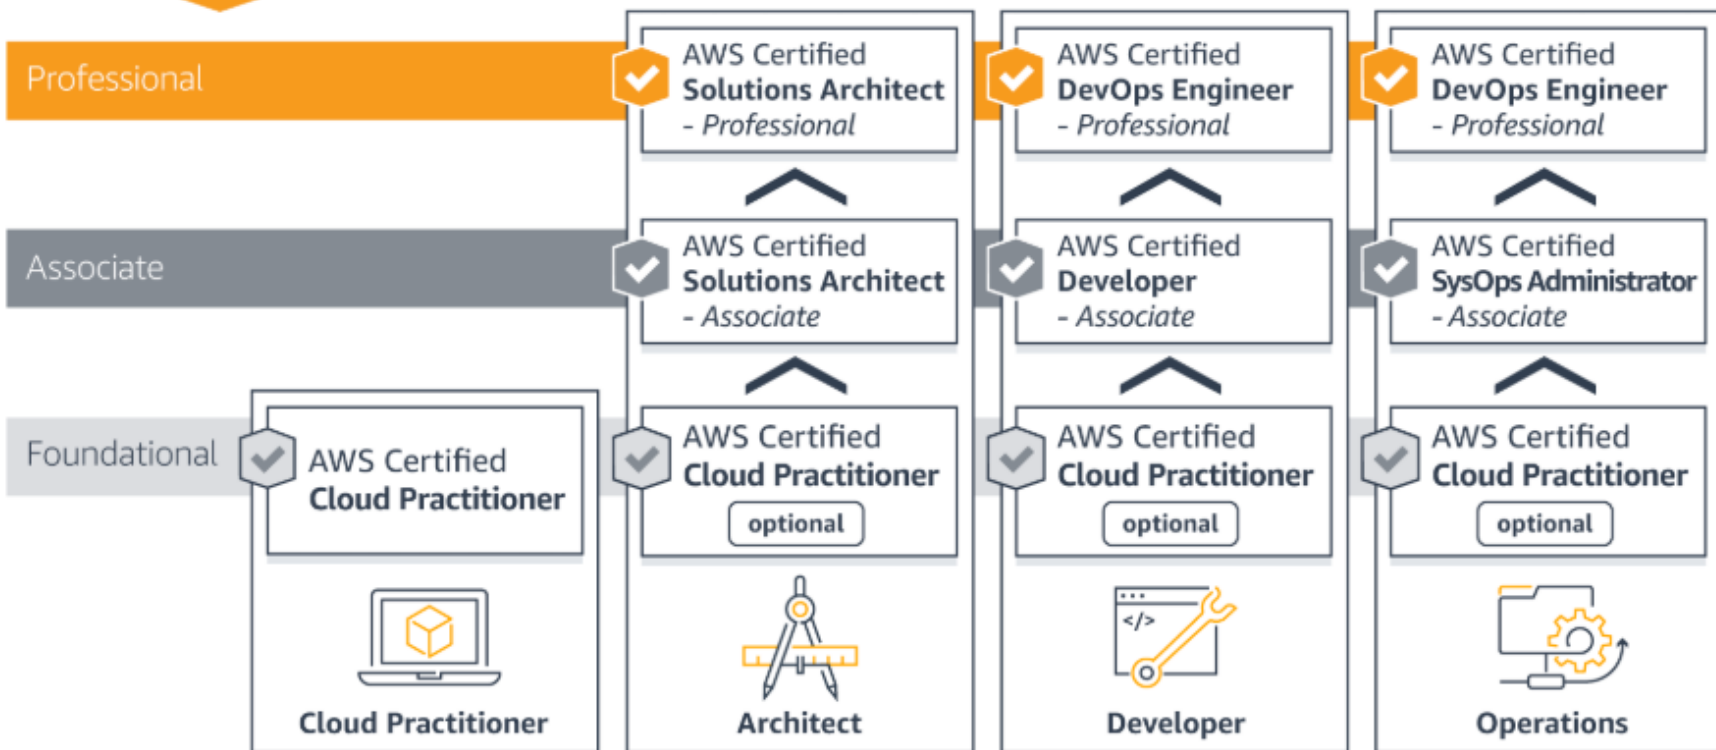 Professional
AWS Certified
Solutions Architect
- Professional
AWS Certified
DevOps Engineer
- Professional
AWS Certified
DevOps Engineer
- Professional
Associate
AWS Certified
Solutions Architect
- Associate
AWS Certified
Developer
- Associate
AWS Certified
SysOps Administrator
- Associate
Foundational
AWS Certified
Cloud Practitioner
AWS Certified
Cloud Practitioner
optional
AWS Certified
Cloud Practitioner
optional
AWS Certified
Cloud Practitioner
optional
</>
Cloud Practitioner
Architect
Developer
Operations